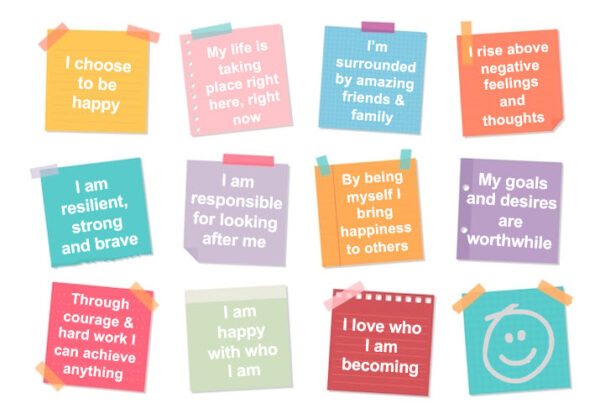 I choose
to be
happy
My life is
taking
place right
here, right
now
I'm
surrounded
by amazing
friends &
family
I rise above
negative
feelings
and
thoughts
I am
resilient,
strong
and brave
I am
responsible
for looking
after me
By being
myself I
bring
happiness
to others
My goals
and desires
are
worthwhile
Through
courage &
hard work I
can achieve
anything
I am
happy
with who
I am
I love who
I am
becoming